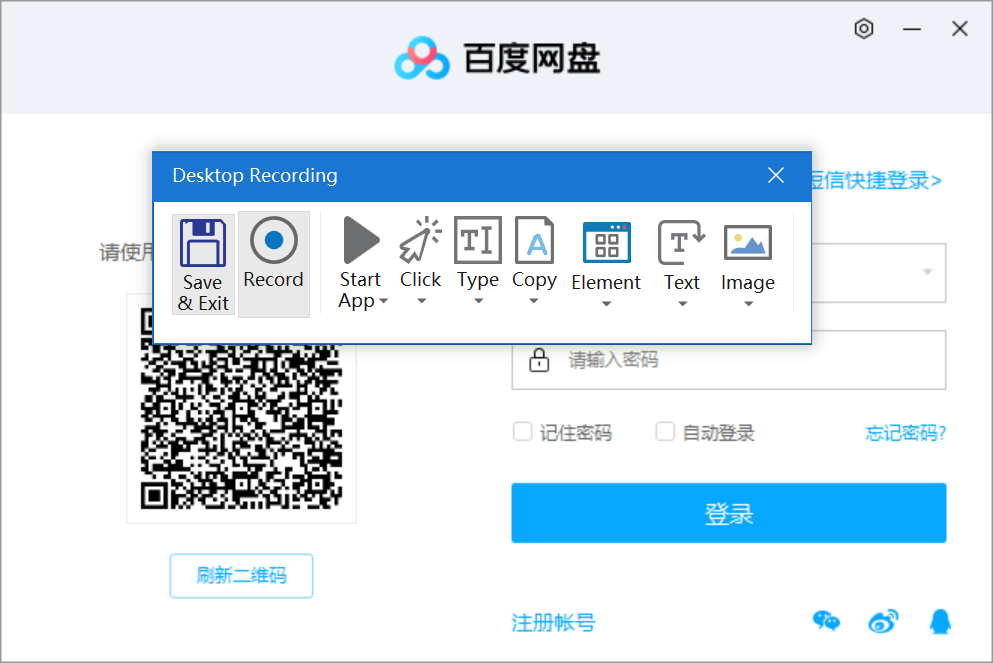 百度网盘
Desktop Recording
短信快捷登录>
请使用
Save
& Exit
Record
Start
App
Click
Type
Copy
Element
Text
Image
请输入密码
记住密码
自动登录
忘记密码?
登录
刷新二维码
注册帐号